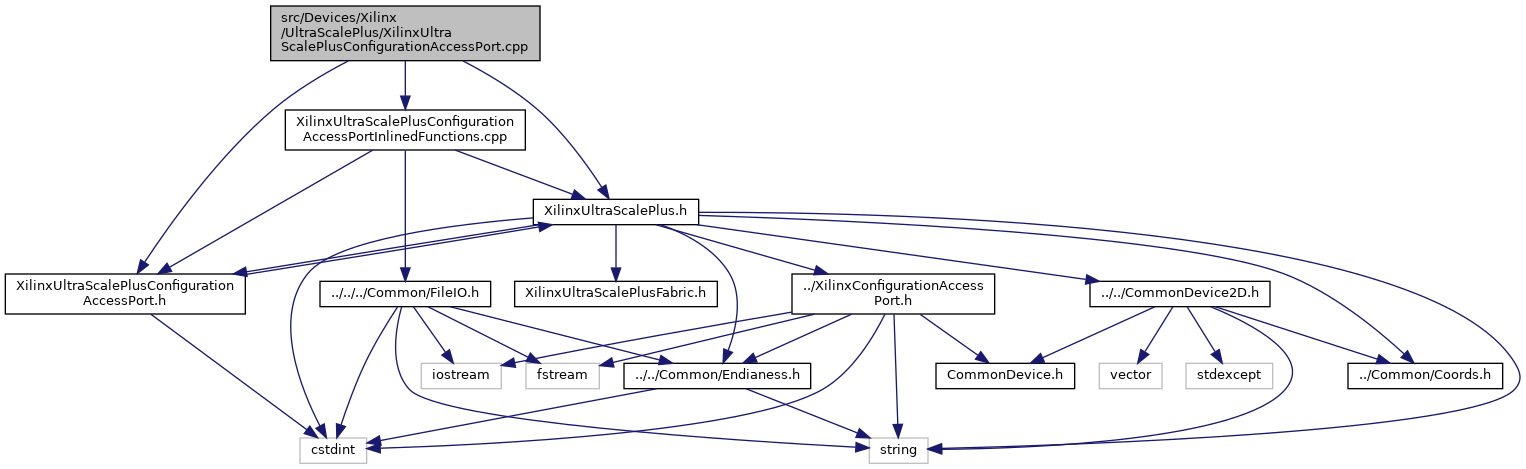 src/Devices/Xilinx
/UltraScalePlus/XilinxUltra
ScalePlusConfigurationAccessPort.cpp
XilinxUltraScalePlusConfiguration
AccessPortInlinedFunctions.cpp
XilinxUltraScalePlus.h
XilinxUltraScalePlusConfiguration
AccessPort.h
../../../Common/FileIO.h
XilinxUltraScalePlusFabric.h
../XilinxConfigurationAccess
Port.h
../../CommonDevice2D.h
iostream
fstream
../../Common/Endianess.h
CommonDevice.h
vector
stdexcept
../Common/Coords.h
cstdint
string